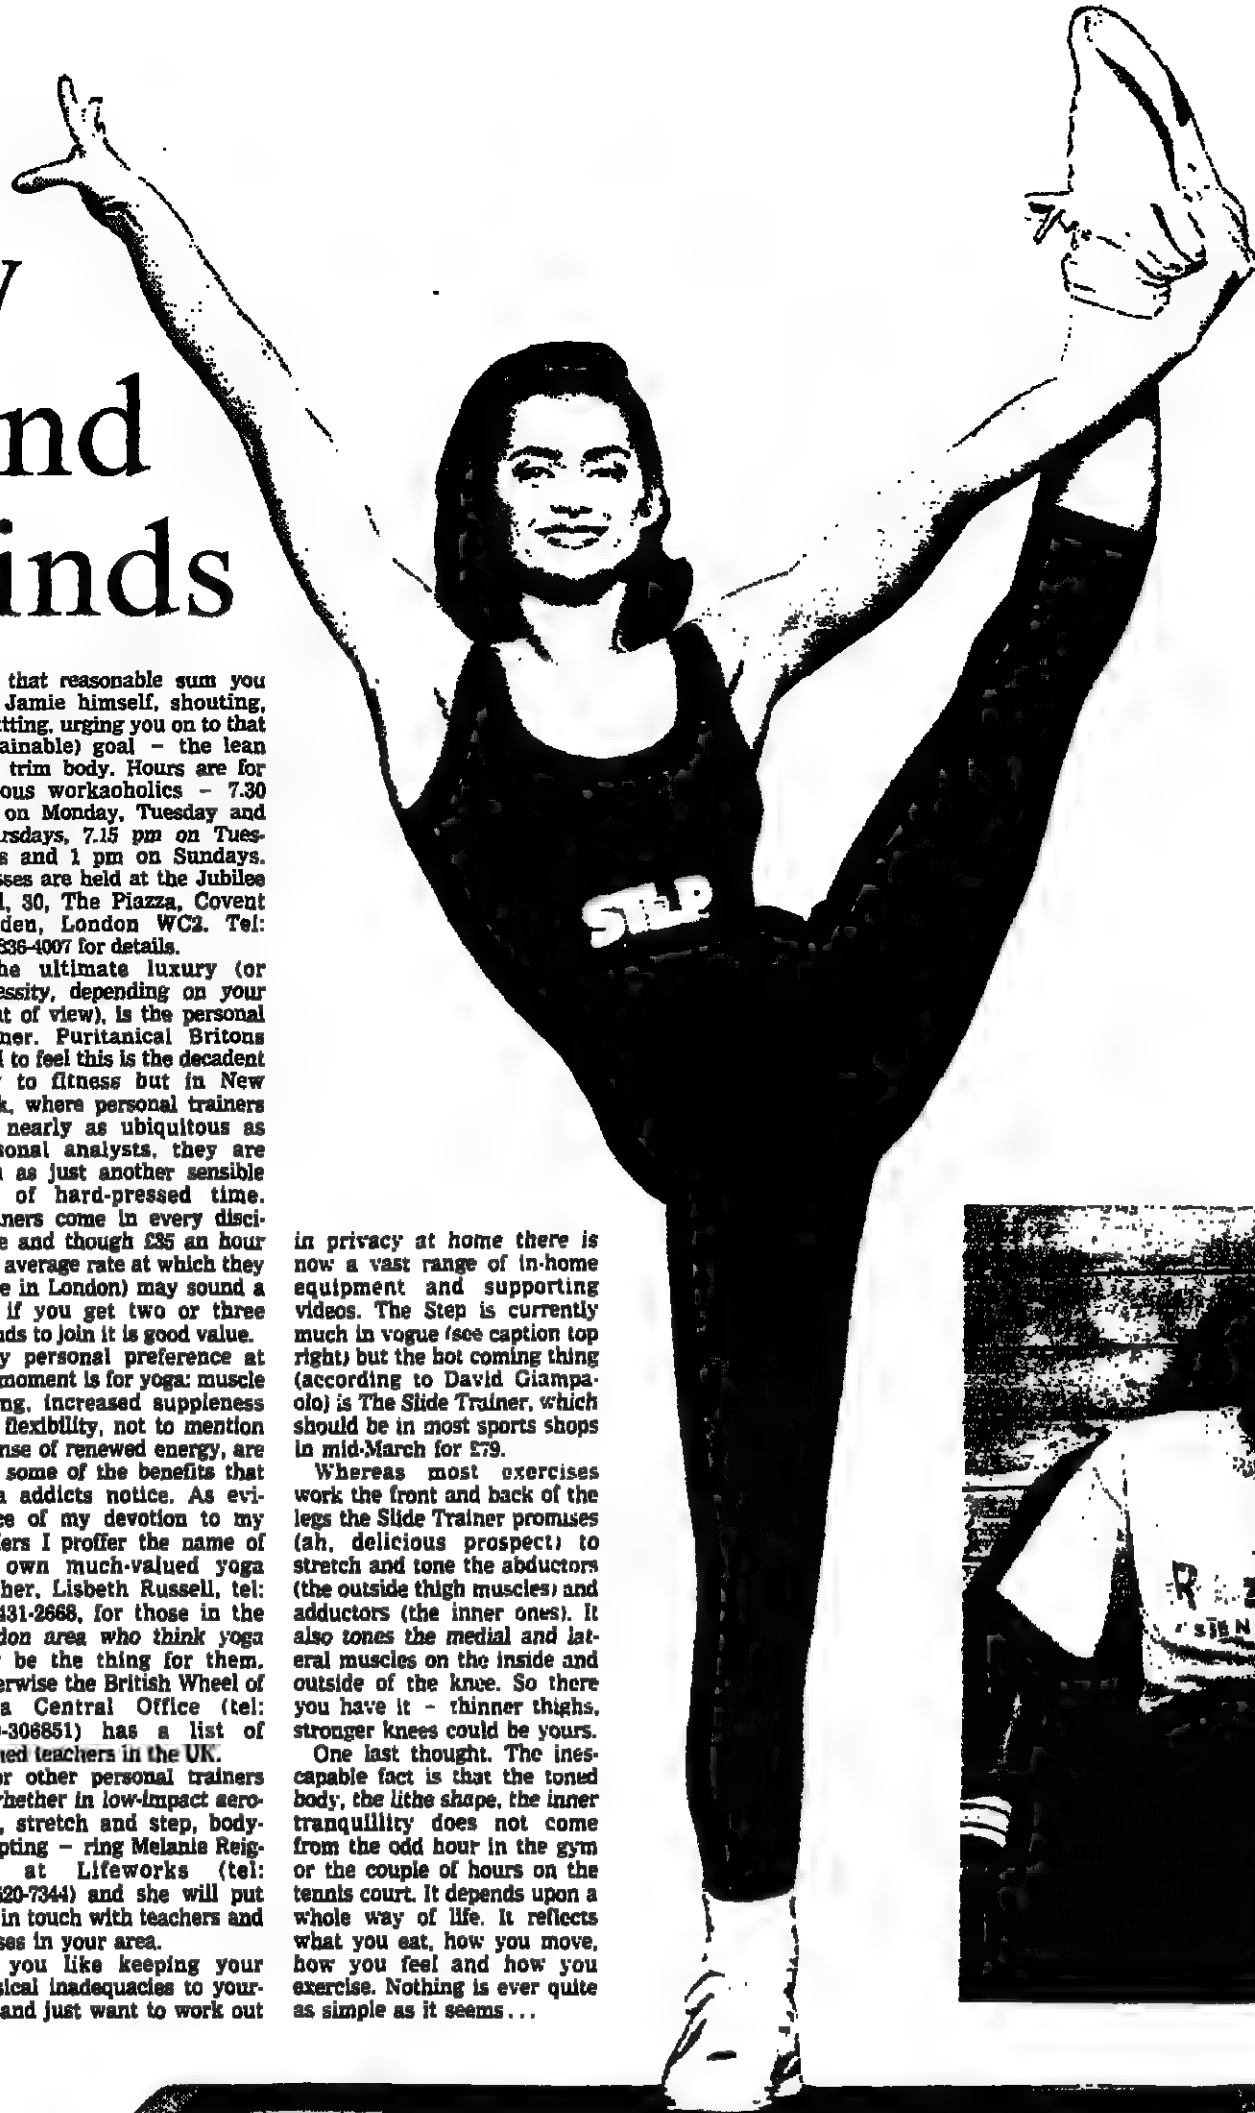 y
nd
inds
that reasonable sum you
Jamie himself, shouting,
tting, urging you on to that
ainable) goal – the lean
trim body. Hours are for
ous workaoholics – 7.30
on Monday, Tuesday and
rsdays, 7.15 pm on Tues-
s and 1 pm on Sundays.
sses are held at the Jubilee
l, 30, The Piazza, Covent
den, London WC2. Tel:
836-4007 for details.
he ultimate luxury (or
essity, depending on your
nt of view), is the personal
ner. Puritanical Britons
d to feel this is the decadent
y to fitness but in New
k, where personal trainers
nearly as ubiquitous as
sonal analysts, they are
n as just another sensible
of hard-pressed time.
ners come in every disci-
e and though £35 an hour
average rate at which they
e in London) may sound a
if you get two or three
nds to join it is good value.
y personal preference at
moment is for yoga: muscle
ng, increased suppleness
flexibility, not to mention
nse of renewed energy, are
some of the benefits that
a addicts notice. As evi-
ce of my devotion to my
ers I proffer the name of
own much-valued yoga
her, Lisbeth Russell, tel:
431-2668, for those in the
don area who think yoga
y be the thing for them.
erwise the British Wheel of
a Central Office (tel:
-306851) has a list of
ned teachers in the UK.
or other personal trainers
whether in low-impact aero-
, stretch and step, body-
pting – ring Melanie Reig-
at Lifeworks (tel:
620-7344) and she will put
in touch with teachers and
ses in your area.
you like keeping your
sical inadequacies to your-
and just want to work out
in privacy at home there is
now a vast range of in-home
equipment and supporting
videos. The Step is currently
much in vogue (see caption top
right) but the hot coming thing
(according to David Giampa-
olo) is The Slide Trainer, which
should be in most sports shops
in mid-March for £79.
Whereas most exercises
work the front and back of the
legs the Slide Trainer promises
(ah, delicious prospect) to
stretch and tone the abductors
(the outside thigh muscles) and
adductors (the inner ones). It
also tones the medial and lat-
eral muscles on the inside and
outside of the knee. So there
you have it – thinner thighs,
stronger knees could be yours.
One last thought. The ines-
capable fact is that the toned
body, the lithe shape, the inner
tranquillity does not come
from the odd hour in the gym
or the couple of hours on the
tennis court. It depends upon a
whole way of life. It reflects
what you eat, how you move,
how you feel and how you
exercise. Nothing is ever quite
as simple as it seems...
STEP